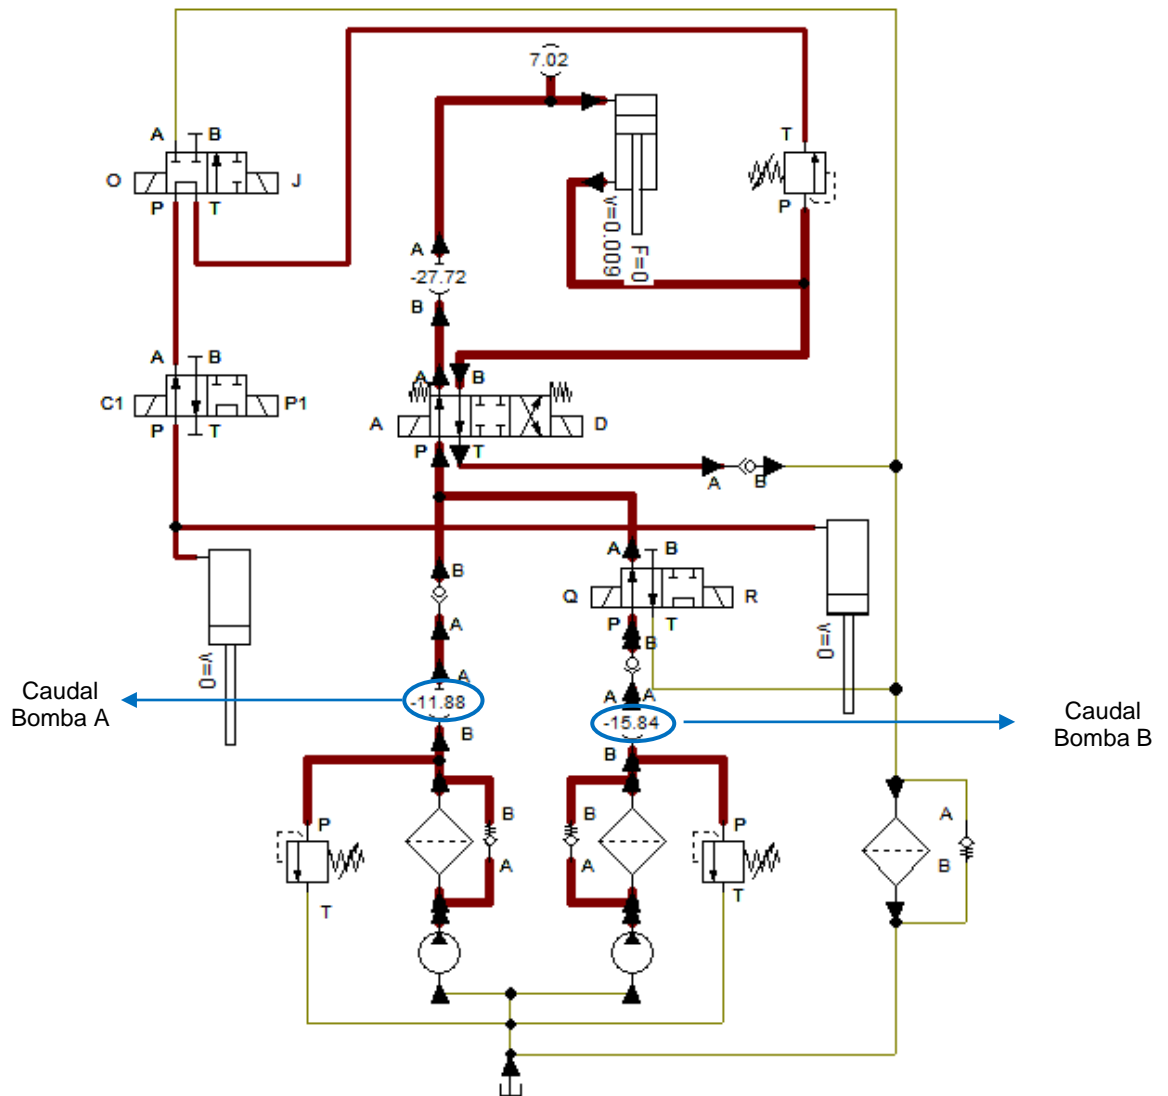 7.02
A B
T
O J
P T
P
v=0.009
F=0
A
-27.72
B
A B
A B
C1 P1
A D
P T
P T
A B
A B
B
Q R
A
P T
B
v=0
v=0
A
A A
Caudal
Bomba A
-11.88
-15.84
Caudal
Bomba B
B
B
B B
A
P P
A A
B
T T